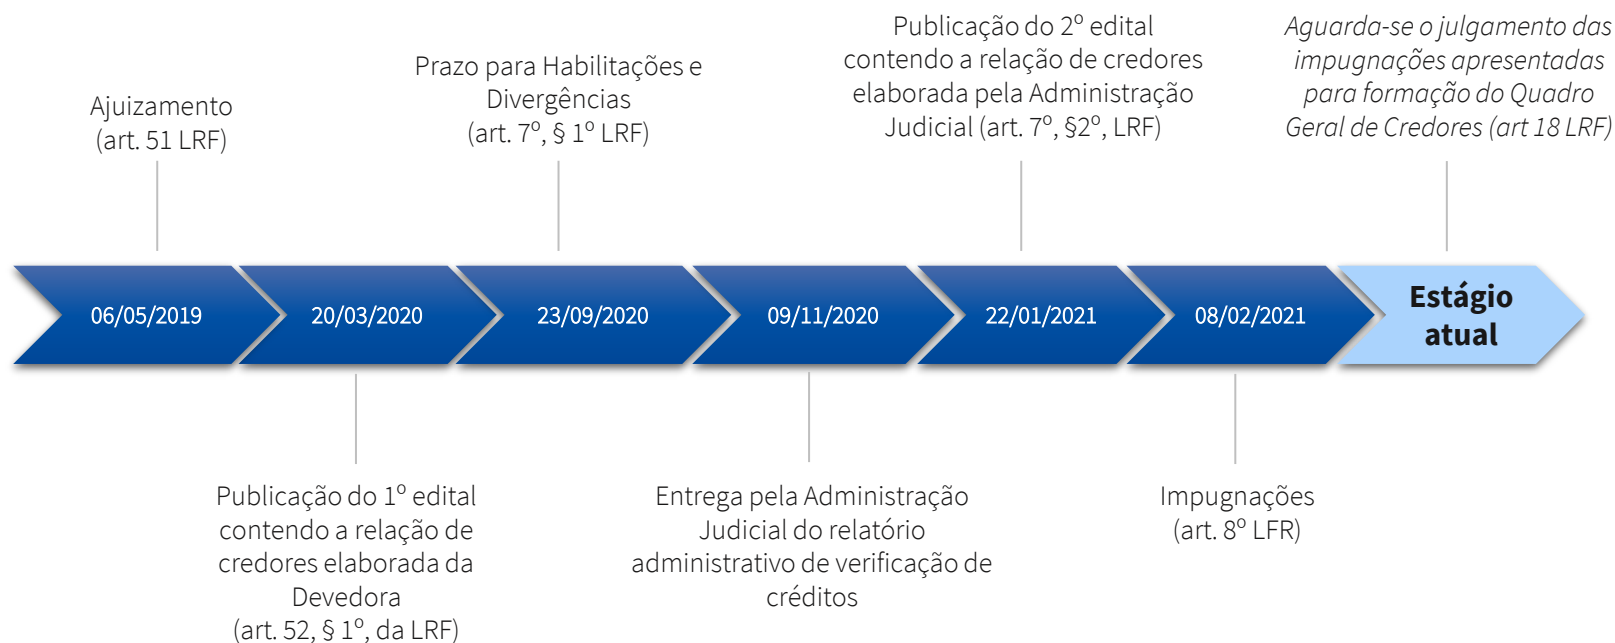 Ajuizamento
(art. 51 LRF)
Prazo para Habilitações e
Divergências
(art. 7º, § 1º LRF)
Publicação do 2º edital
contendo a relação de credores
elaborada pela Administração
Judicial (art. 7º, §2º, LRF)
Aguarda-se o julgamento das
impugnações apresentadas
para formação do Quadro
Geral de Credores (art 18 LRF)
06/05/2019
20/03/2020
23/09/2020
09/11/2020
22/01/2021
08/02/2021
Estágio
atual
Publicação do 1º edital
contendo a relação de
credores elaborada da
Devedora
(art. 52, § 1º, da LRF)
Entrega pela Administração
Judicial do relatório
administrativo de verificação de
créditos
Impugnações
(art. 8º LFR)